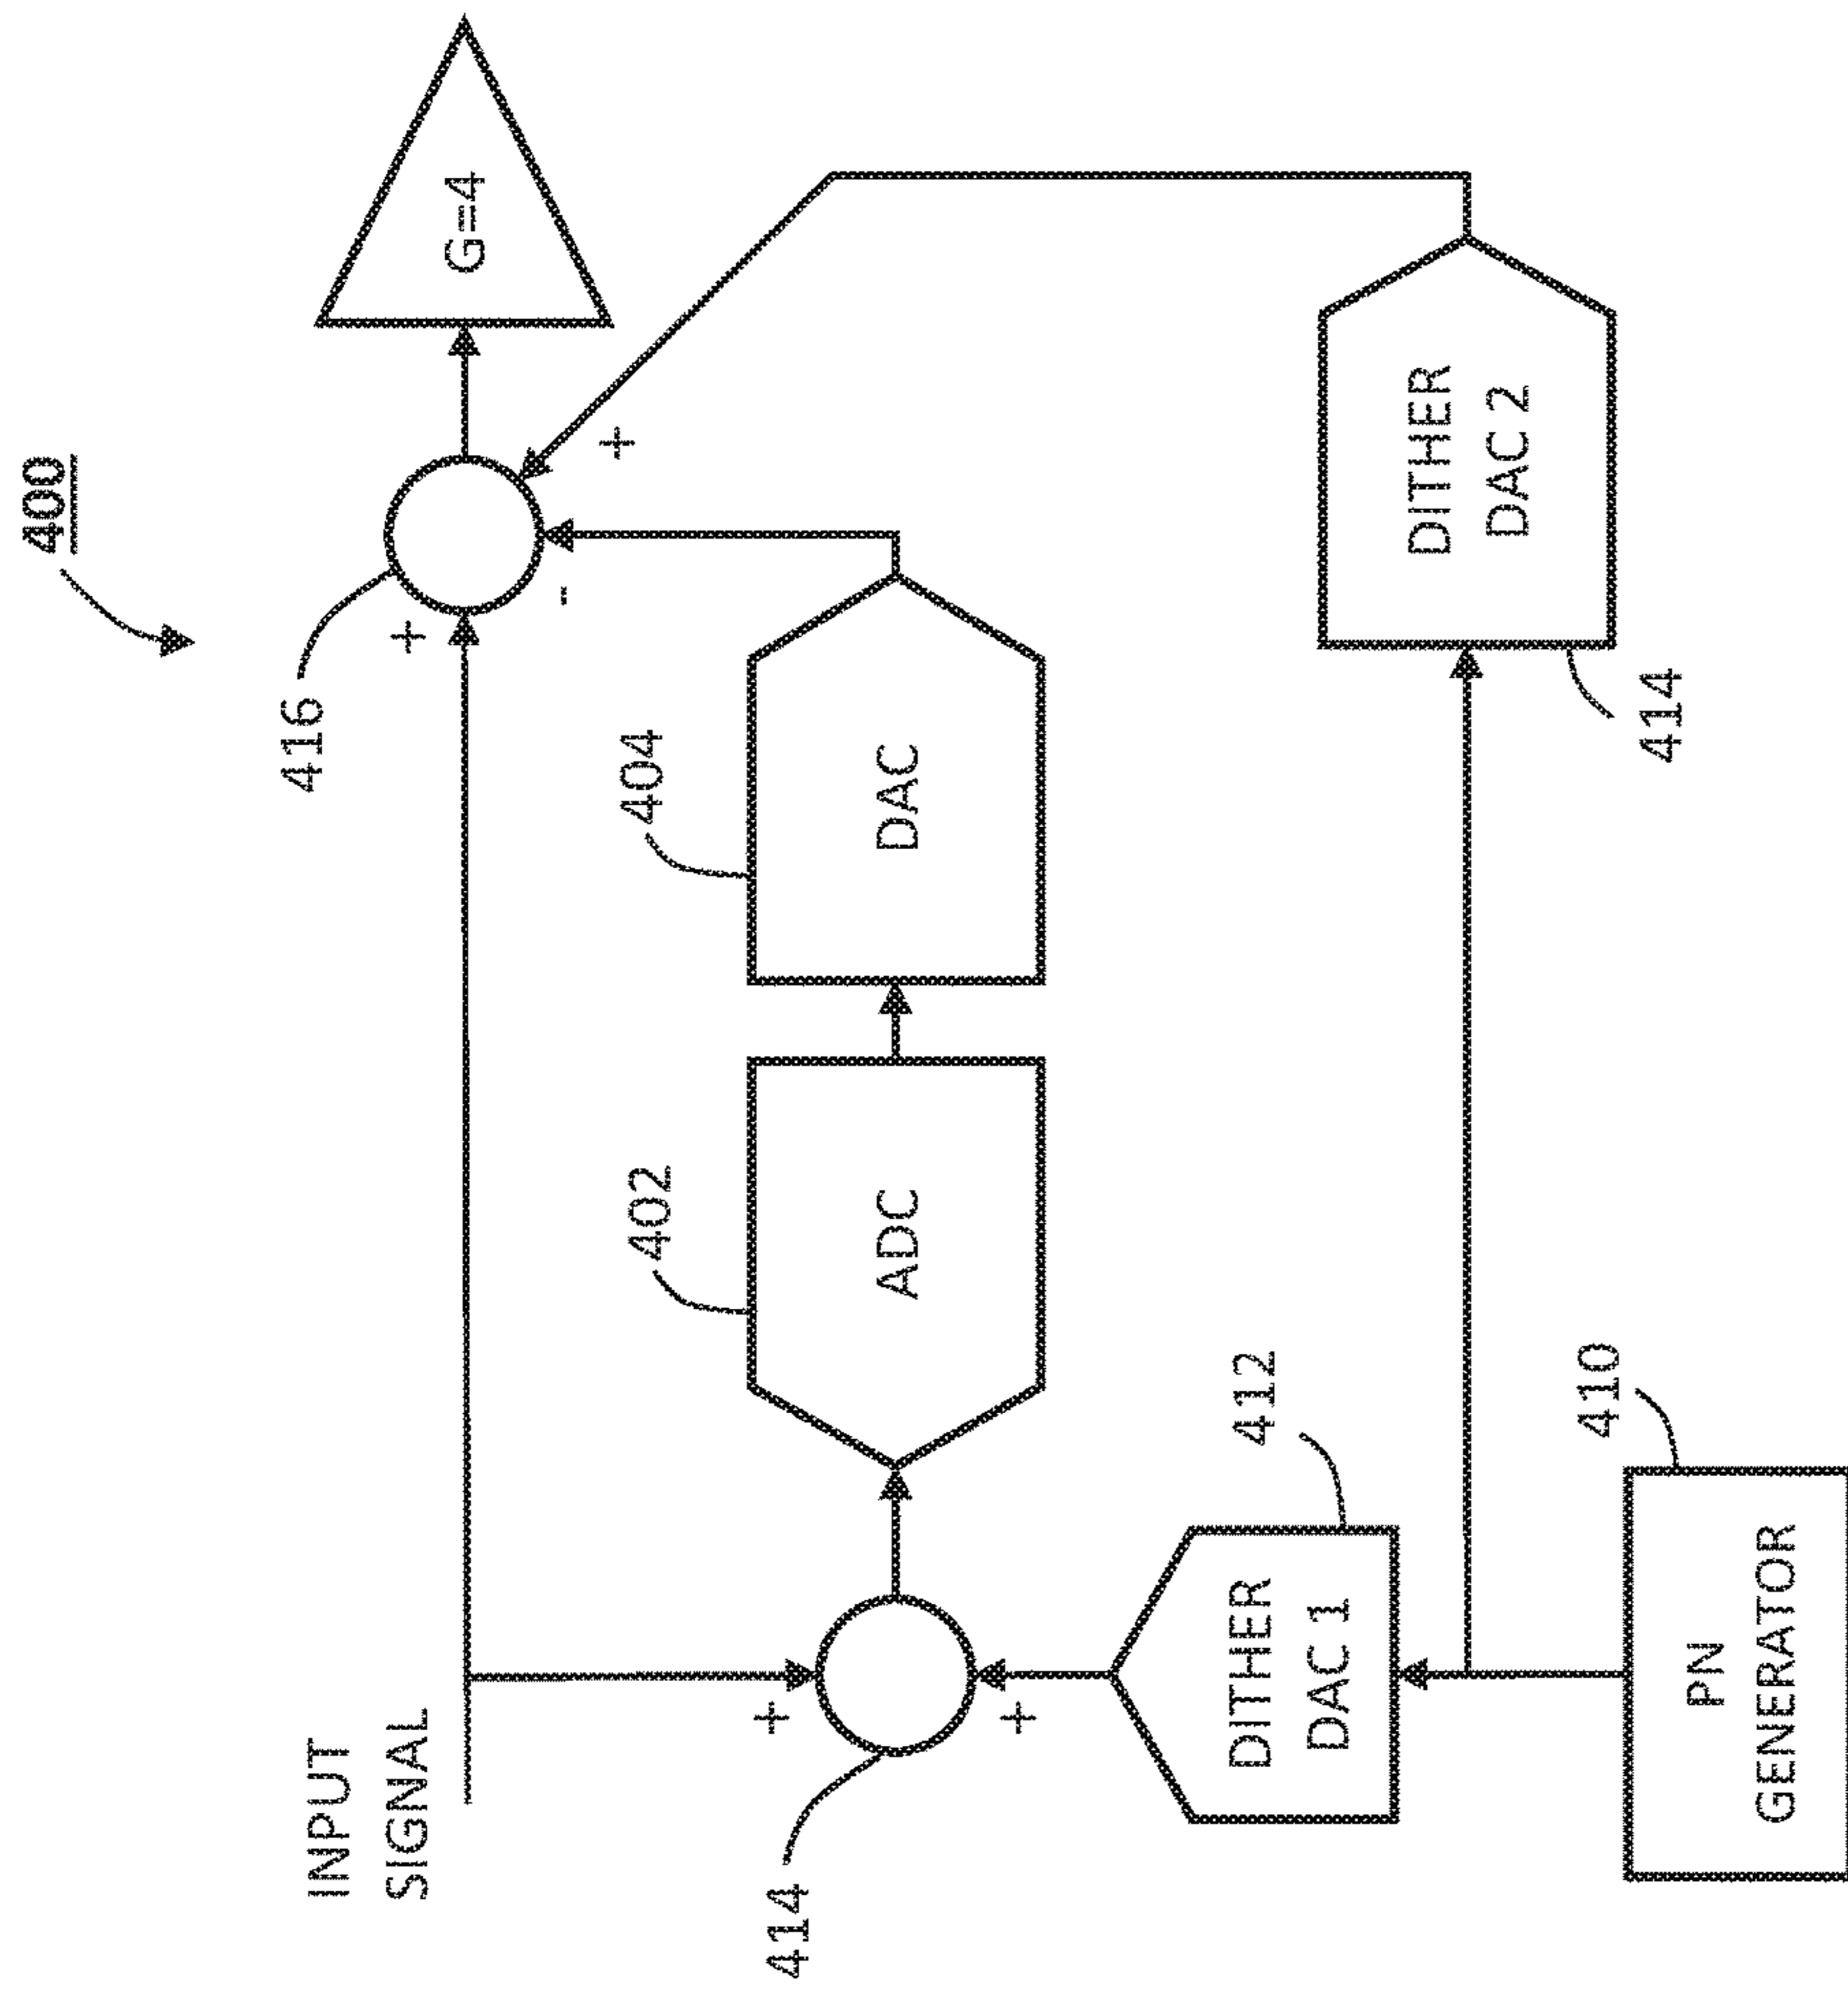 400
INPUT
SIGNAL
416
+
+
-
G=4
402
404
ADC
DAC
414
+
+
412
DITHER
DAC 1
DITHER
DAC 2
414
410
PN
GENERATOR